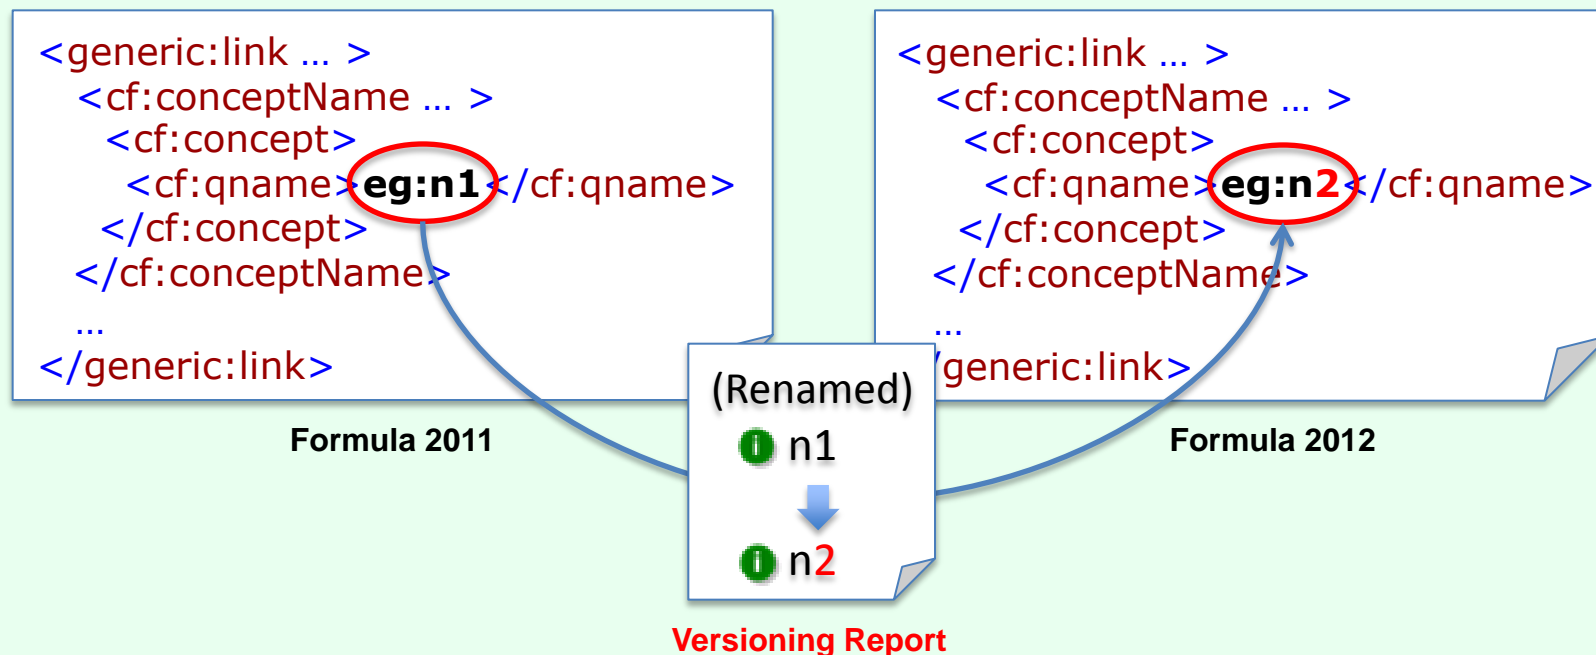 <generic:link ... >
<cf:conceptName ... >
<cf:concept>
<cf:qname>eg:n1</cf:qname>
</cf:concept>
</cf:conceptName>
...
</generic:link>
Formula 2011
<generic:link ... >
<cf:conceptName ... >
<cf:concept>
<cf:qname>eg:n2</cf:qname>
</cf:concept>
</cf:conceptName>
...
/generic:link>
Formula 2012
(Renamed)
i n1
i n2
Versioning Report